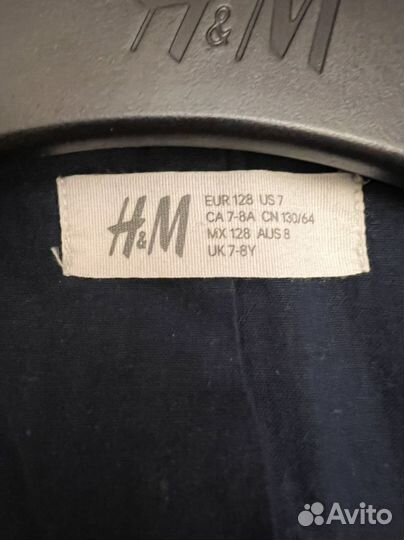 H&M
H&M
EUR 128 US 7
CA 7-8A CN 130/64
MX 128 AUS 8
UK 7-8Y
Avito